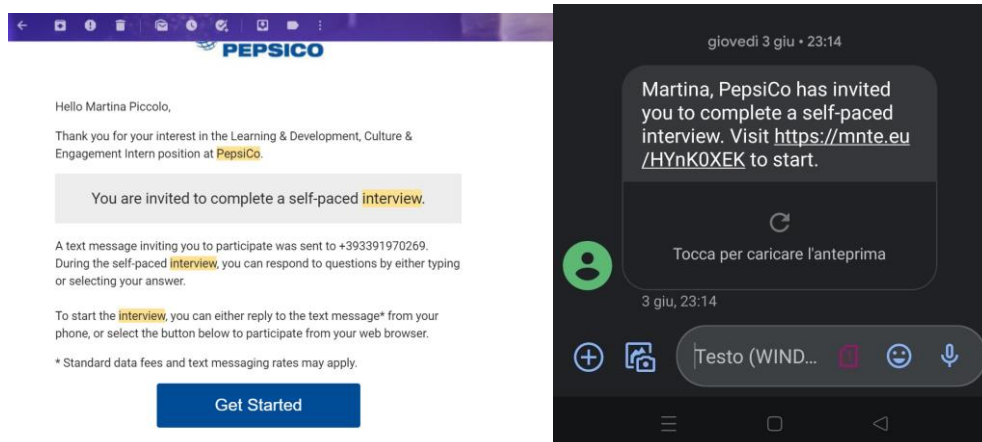 PEPSICO
Hello Martina Piccolo,
Thank you for your interest in the Learning & Development, Culture &
Engagement Intern position at PepsiCo.
You are invited to complete a self-paced interview.
A text message inviting you to participate was sent to +393391970269.
During the self-paced interview, you can respond to questions by either typing
or selecting your answer.
To start the interview, you can either reply to the text message* from your
phone, or select the button below to participate from your web browser.
* Standard data fees and text messaging rates may apply.
Get Started
giovedì 3 giu • 23:14
Martina, PepsiCo has invited
you to complete a self-paced
interview. Visit https://mnte.eu
/HYnK0XEK to start.
Tocca per caricare l'anteprima
3 giu, 23:14
Testo (WIND...